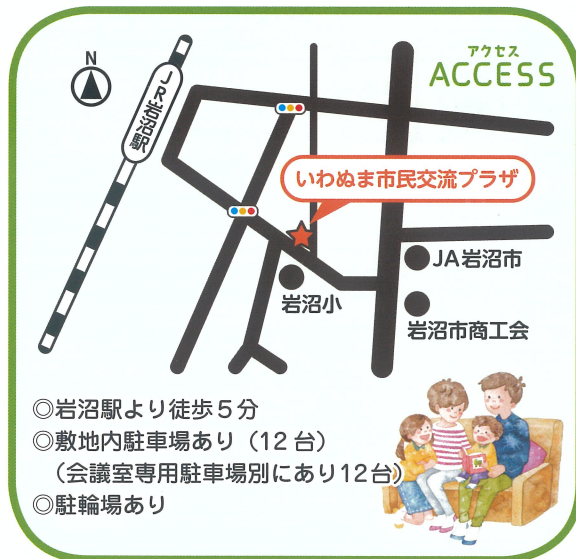 アクセス
ACCESS
N
JR岩沼駅
いわぬま市民交流プラザ
JA岩沼市
岩沼小
岩沼市商工会
◎岩沼駅より徒歩5分
◎敷地内駐車場あり(12台)
(会議室専用駐車場別にあり12台)
◎駐輪場あり